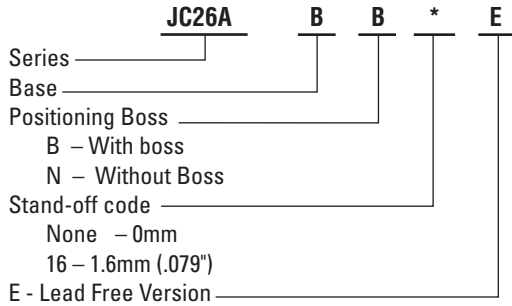 JC26A B B * E
Series
Base
Positioning Boss
B – With boss
N – Without Boss
Stand-off code
None – 0mm
16 – 1.6mm (.079")
E - Lead Free Version